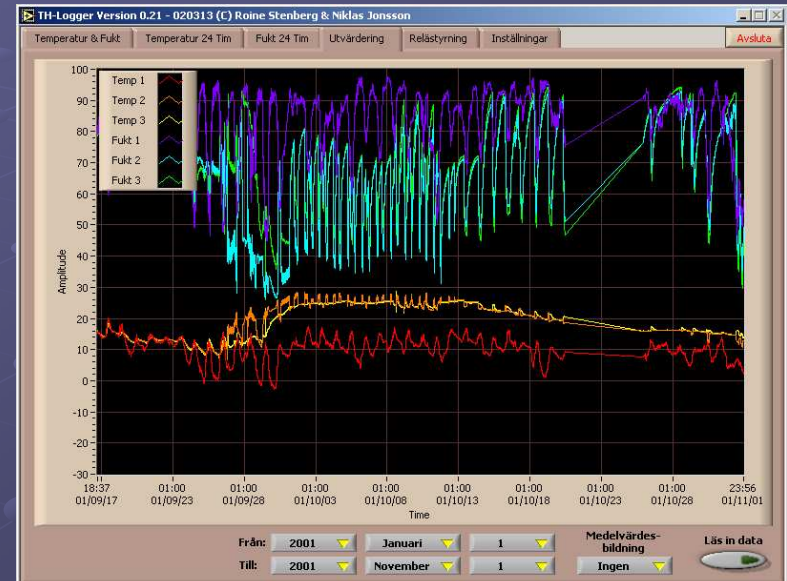 TH-Logger Version 0.21 - 020313 (C) Roine Stenberg & Niklas Jonsson
Temperatur & Fukt Temperatur 24 Tim Fukt 24 Tim Utvärdering Relästyrning Inställningar Avsluta
Temp 1
Temp 2
Temp 3
Fukt 1
Fukt 2
Fukt 3
Amplitude
100
90
80
70
60
50
40
30
20
10
0
-10
-20
-30
18:37 01:00 01:00 01:00 01:00 01:00 01:00 01:00 01:00 23:56
01/09/17 01/09/23 01/09/28 01/10/03 01/10/08 01/10/13 01/10/18 01/10/23 01/10/28 01/11/01
Time
Från: 2001 Januari 1
Till: 2001 November 1
Medelvärdes-
bildning
Ingen
Läs in data